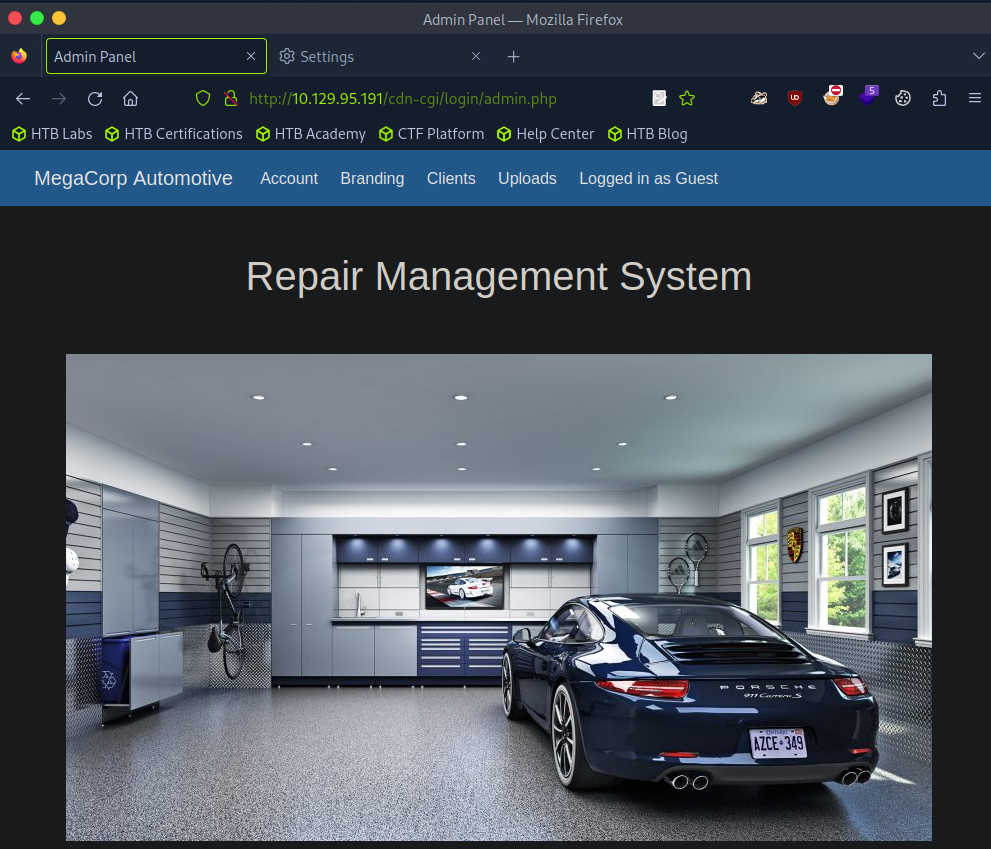 Admin Panel — Mozilla Firefox
Admin Panel
Settings
http://10.129.95.191/cdn-cgi/login/admin.php
5
HTB Labs HTB Certifications HTB Academy CTF Platform Help Center HTB Blog
MegaCorp Automotive Account Branding Clients Uploads Logged in as Guest
Repair Management System
PORSCHE
911 Carrera S
ONTARIO
AZCE 349